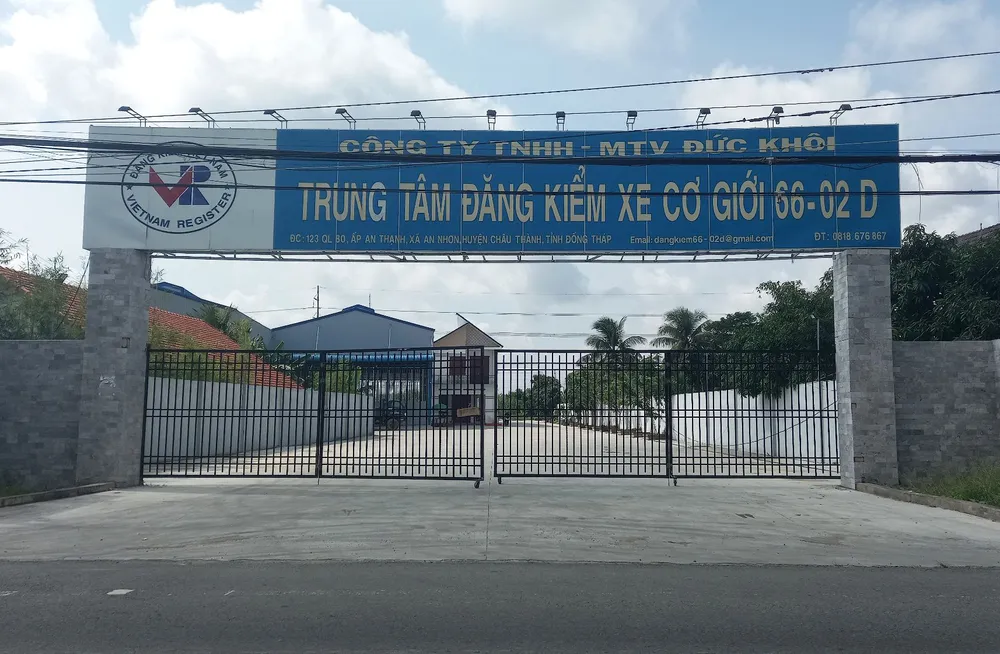 CÔNG TY TNHH - MTV ĐỨC KHÔI
ĐĂNG KIỂM VIỆT NAM
VR
VIETNAM REGISTER
TRUNG TÂM ĐĂNG KIỂM XE CƠ GIỚI 66-02 D
ĐC: 123 QL 80, ẤP AN THẠNH, XÃ AN NHƠN, HUYỆN CHÂU THÀNH, TỈNH ĐỒNG THÁP Email: dangkiem66-02d@gmail.com ĐT: 0818.676.867